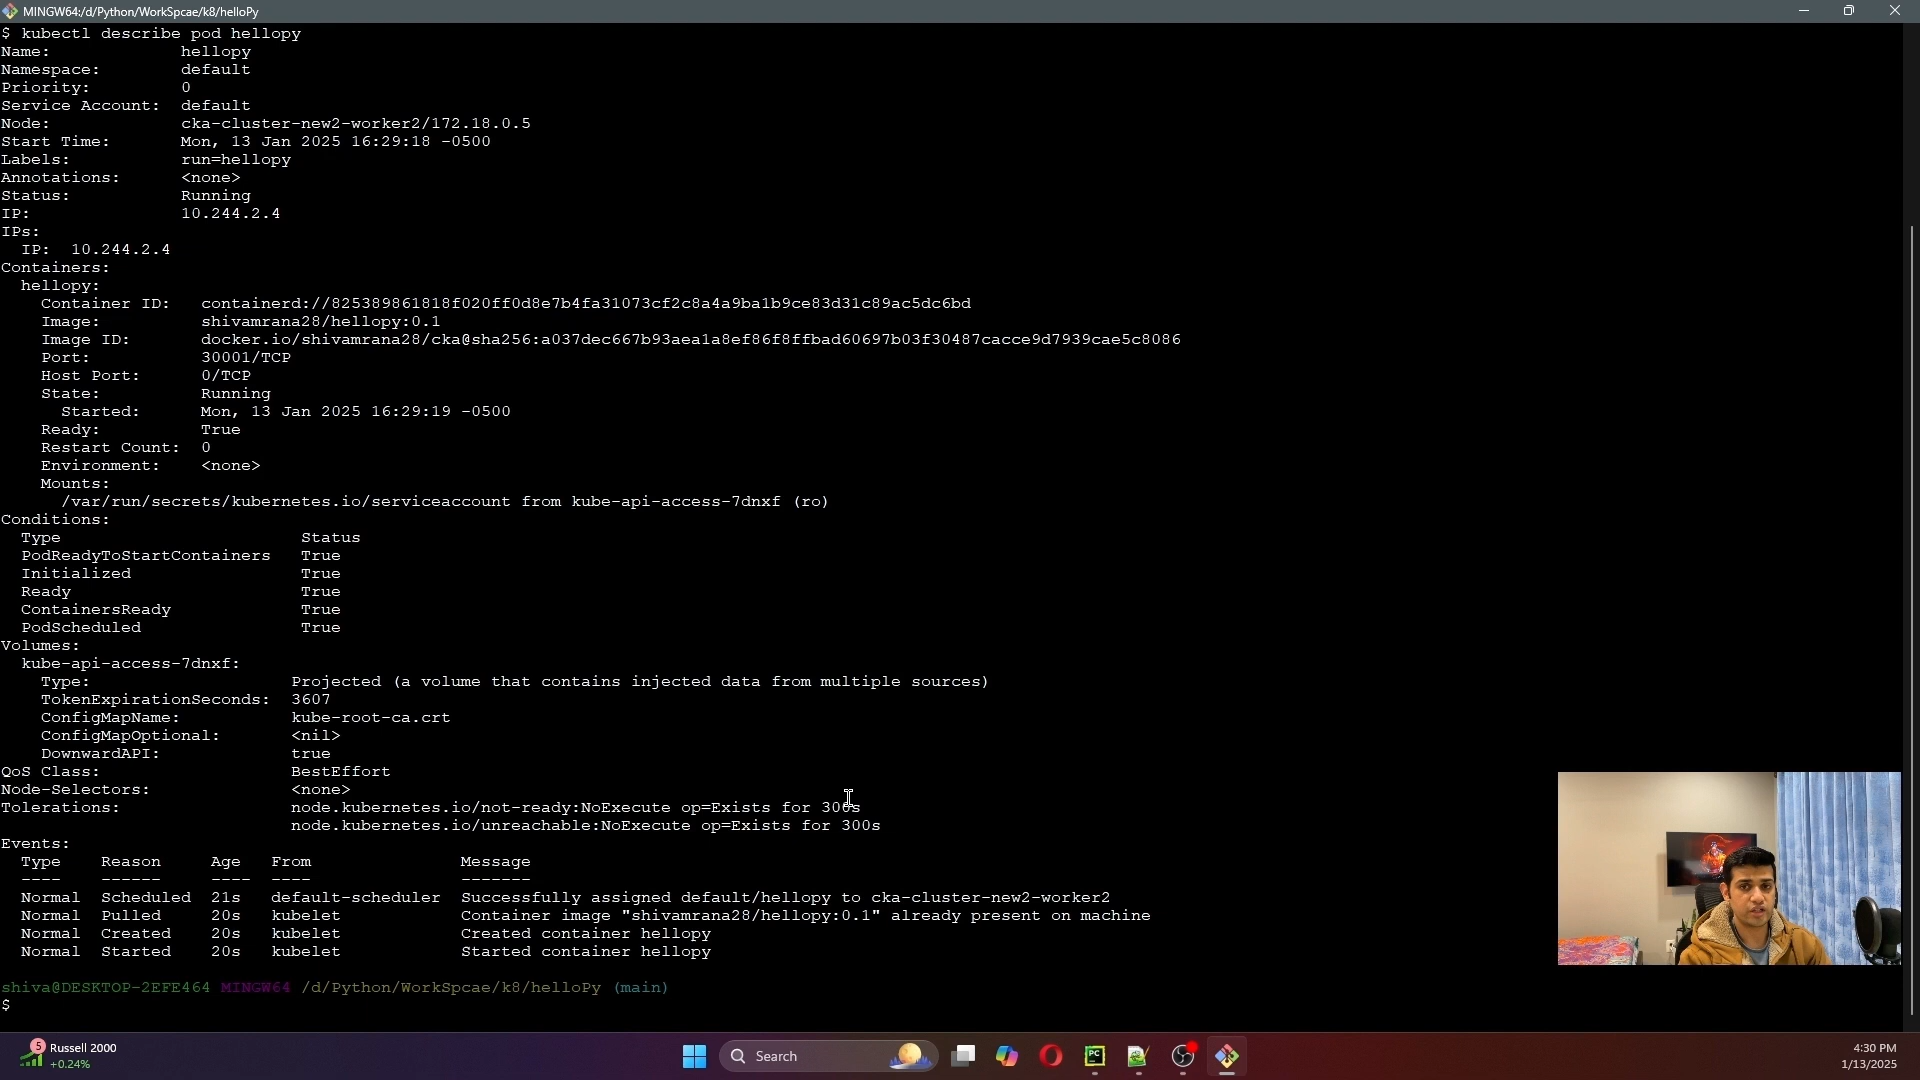 MINGW64:/d/Python/WorkSpcae/k8/helloPy
$ kubectl describe pod hellopy
Name:             hellopy
Namespace:        default
Priority:         0
Service Account:  default
Node:             cka-cluster-new2-worker2/172.18.0.5
Start Time:       Mon, 13 Jan 2025 16:29:18 -0500
Labels:           run=hellopy
Annotations:      <none>
Status:           Running
IP:               10.244.2.4
IPs:
  IP:  10.244.2.4
Containers:
  hellopy:
    Container ID:   containerd://825389861818f020ff0d8e7b4fa31073cf2c8a4a9ba1b9ce83d31c89ac5dc6bd
    Image:          shivamrana28/hellopy:0.1
    Image ID:       docker.io/shivamrana28/cka@sha256:a037dec667b93aea1a8ef86f8ffbad60697b03f30487cacce9d7939cae5c8086
    Port:           30001/TCP
    Host Port:      0/TCP
    State:          Running
      Started:      Mon, 13 Jan 2025 16:29:19 -0500
    Ready:          True
    Restart Count:  0
    Environment:    <none>
    Mounts:
      /var/run/secrets/kubernetes.io/serviceaccount from kube-api-access-7dnxf (ro)
Conditions:
  Type                        Status
  PodReadyToStartContainers   True
  Initialized                 True
  Ready                       True
  ContainersReady             True
  PodScheduled                True
Volumes:
  kube-api-access-7dnxf:
    Type:                    Projected (a volume that contains injected data from multiple sources)
    TokenExpirationSeconds:  3607
    ConfigMapName:           kube-root-ca.crt
    ConfigMapOptional:       <nil>
    DownwardAPI:             true
QoS Class:                   BestEffort
Node-Selectors:              <none>
Tolerations:                 node.kubernetes.io/not-ready:NoExecute op=Exists for 300s
                             node.kubernetes.io/unreachable:NoExecute op=Exists for 300s
Events:
  Type    Reason     Age   From               Message
  ----    ------     ----  ----               -------
  Normal  Scheduled  21s   default-scheduler  Successfully assigned default/hellopy to cka-cluster-new2-worker2
  Normal  Pulled     20s   kubelet            Container image "shivamrana28/hellopy:0.1" already present on machine
  Normal  Created    20s   kubelet            Created container hellopy
  Normal  Started    20s   kubelet            Started container hellopy
shiva@DESKTOP-2EFE464 MINGW64 /d/Python/WorkSpcae/k8/helloPy (main)
$
5
Russell 2000
+0.24%
Search
PC
4:30 PM
1/13/2025